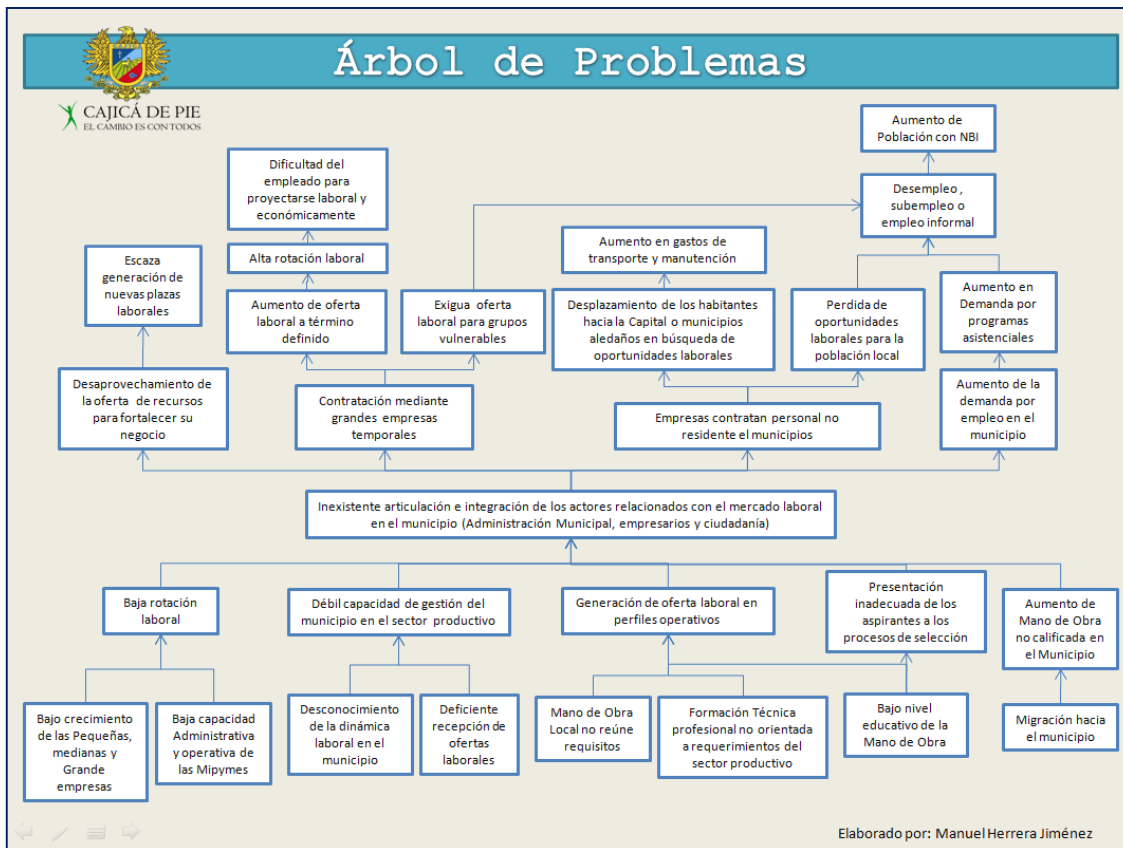 Árbol de Problemas
CAJICÁ DE PIE
EL CAMBIO ES CON TODOS
Aumento de
Población con NBI
Dificultad del
empleado para
proyectarse laboral y
económicamente
Desempleo ,
subempleo o
empleo informal
Escaza
generación de
nuevas plazas
laborales
Alta rotación laboral
Aumento en gastos de
transporte y manutención
Aumento de oferta
laboral a término
definido
Exigua oferta
laboral para grupos
vulnerables
Desplazamiento de los habitantes
hacia la Capital o municipios
aledaños en búsqueda de
oportunidades laborales
Perdida de
oportunidades
laborales para la
población local
Aumento en
Demanda por
programas
asistenciales
Desaprovechamiento de
la oferta de recursos
para fortalecer su
negocio
Contratación mediante
grandes empresas
temporales
Empresas contratan personal no
residente el municipios
Aumento de la
demanda por
empleo en el
municipio
Inexistente articulación e integración de los actores relacionados con el mercado laboral
en el municipio (Administración Municipal, empresarios y ciudadanía)
Baja rotación
laboral
Débil capacidad de gestión del
municipio en el sector productivo
Generación de oferta laboral en
perfiles operativos
Presentación
inadecuada de los
aspirantes a los
procesos de selección
Aumento de
Mano de Obra
no calificada en
el Municipio
Bajo crecimiento
de las Pequeñas,
medianas y
Grande
empresas
Baja capacidad
Administrativa
y operativa de
las Mipymes
Desconocimiento
de la dinámica
laboral en el
municipio
Deficiente
recepción de
ofertas
laborales
Mano de Obra
Local no reúne
requisitos
Formación Técnica
profesional no orientada
a requerimientos del
sector productivo
Bajo nivel
educativo de la
Mano de Obra
Migración hacia
el municipio
Elaborado por: Manuel Herrera Jiménez